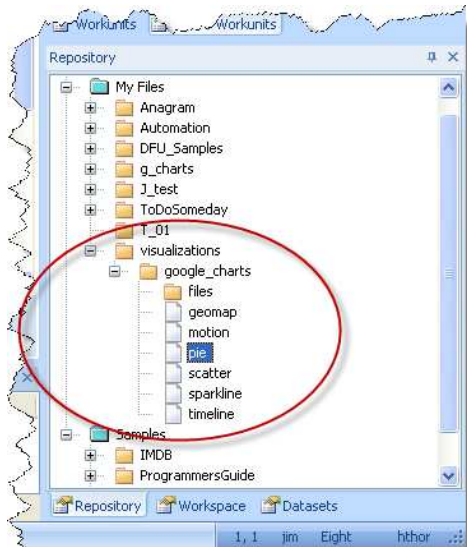 Workunits Workunits
Repository
My Files
Anagram
Automation
DFU_Samples
g_charts
J_test
ToDoSomeday
T_01
visualizations
google_charts
files
geomap
motion
pie
scatter
sparkline
timeline
Samples
IMDB
ProgrammersGuide
Repository Workspace Datasets
1, 1 jim Eight hthor